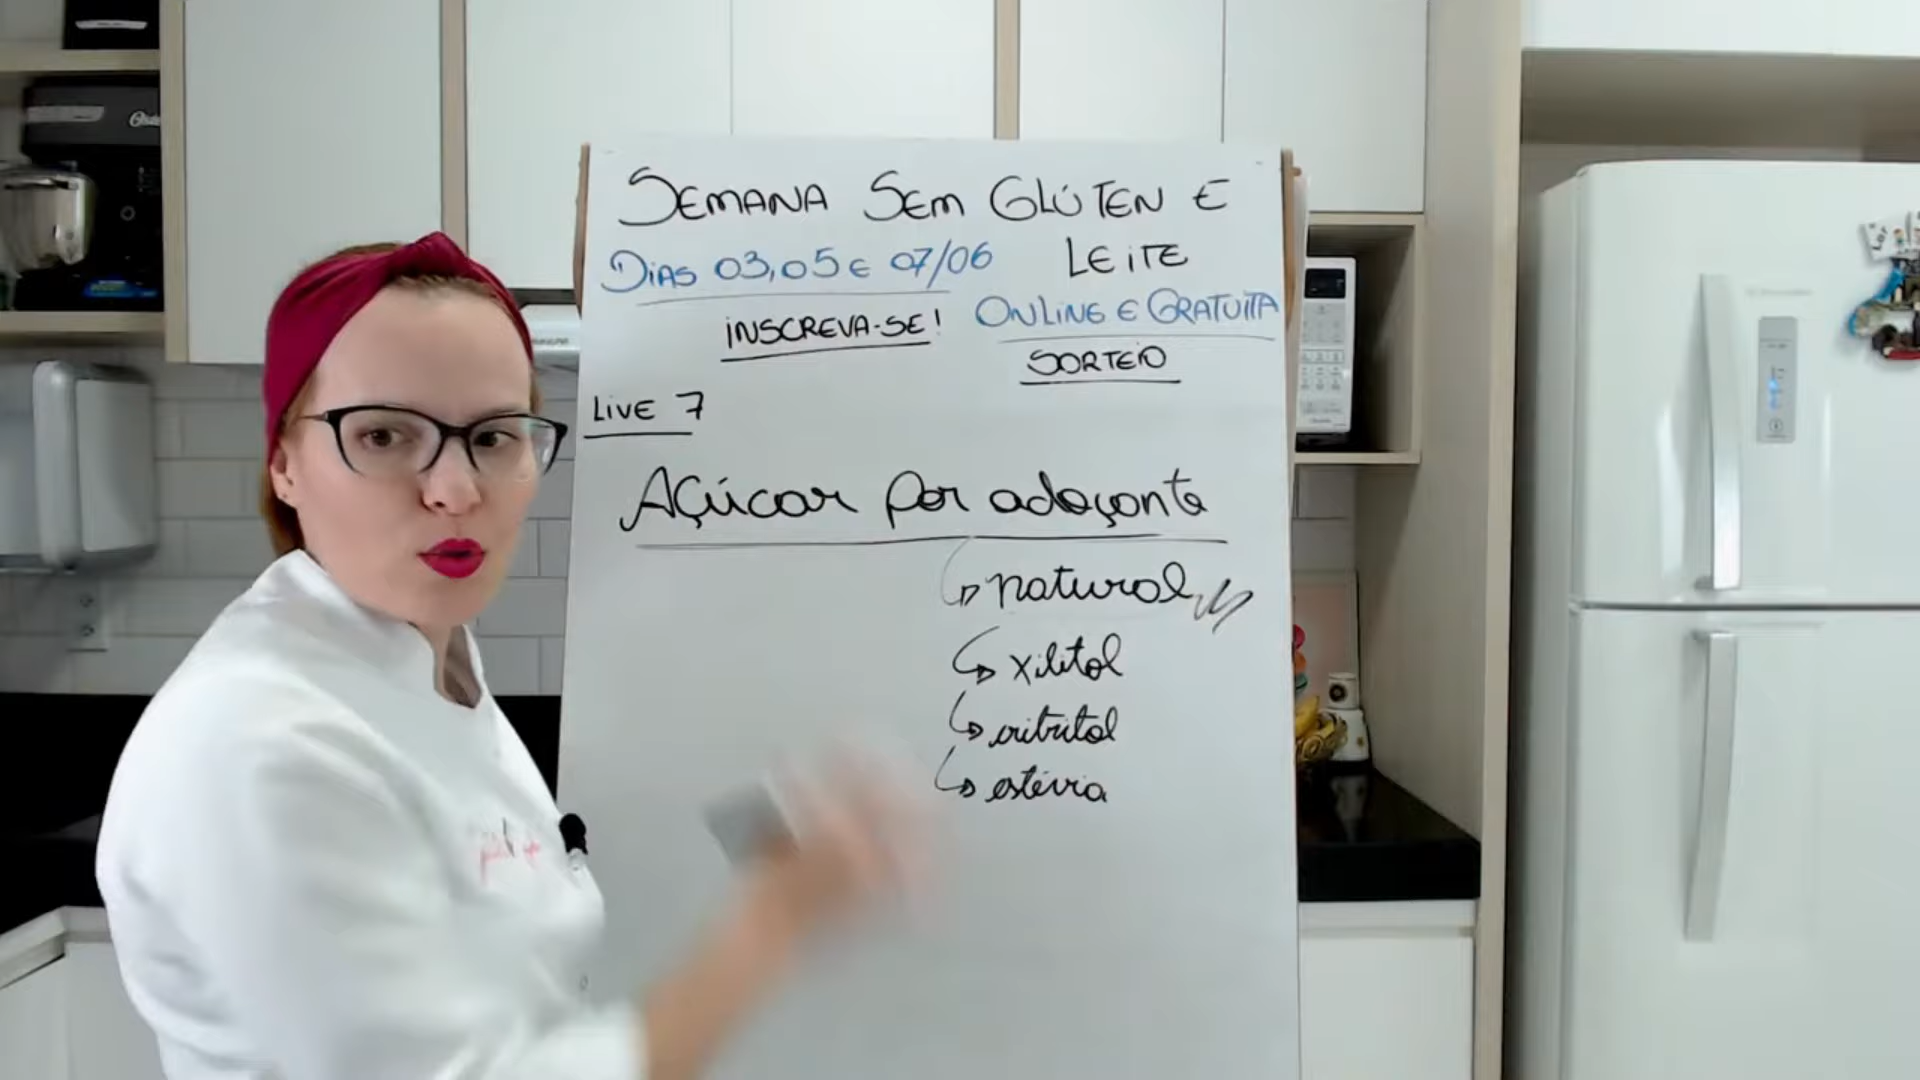 SEMANA SEM GLÚTEN E
LEITE
DIAS 03,05 E 07/06
ONLINE E GRATUITA
INSCREVA-SE!
SORTEIO
LIVE 7
AÇúcar por adoçante
natural
xilitol
eritritol
estévia
Oster